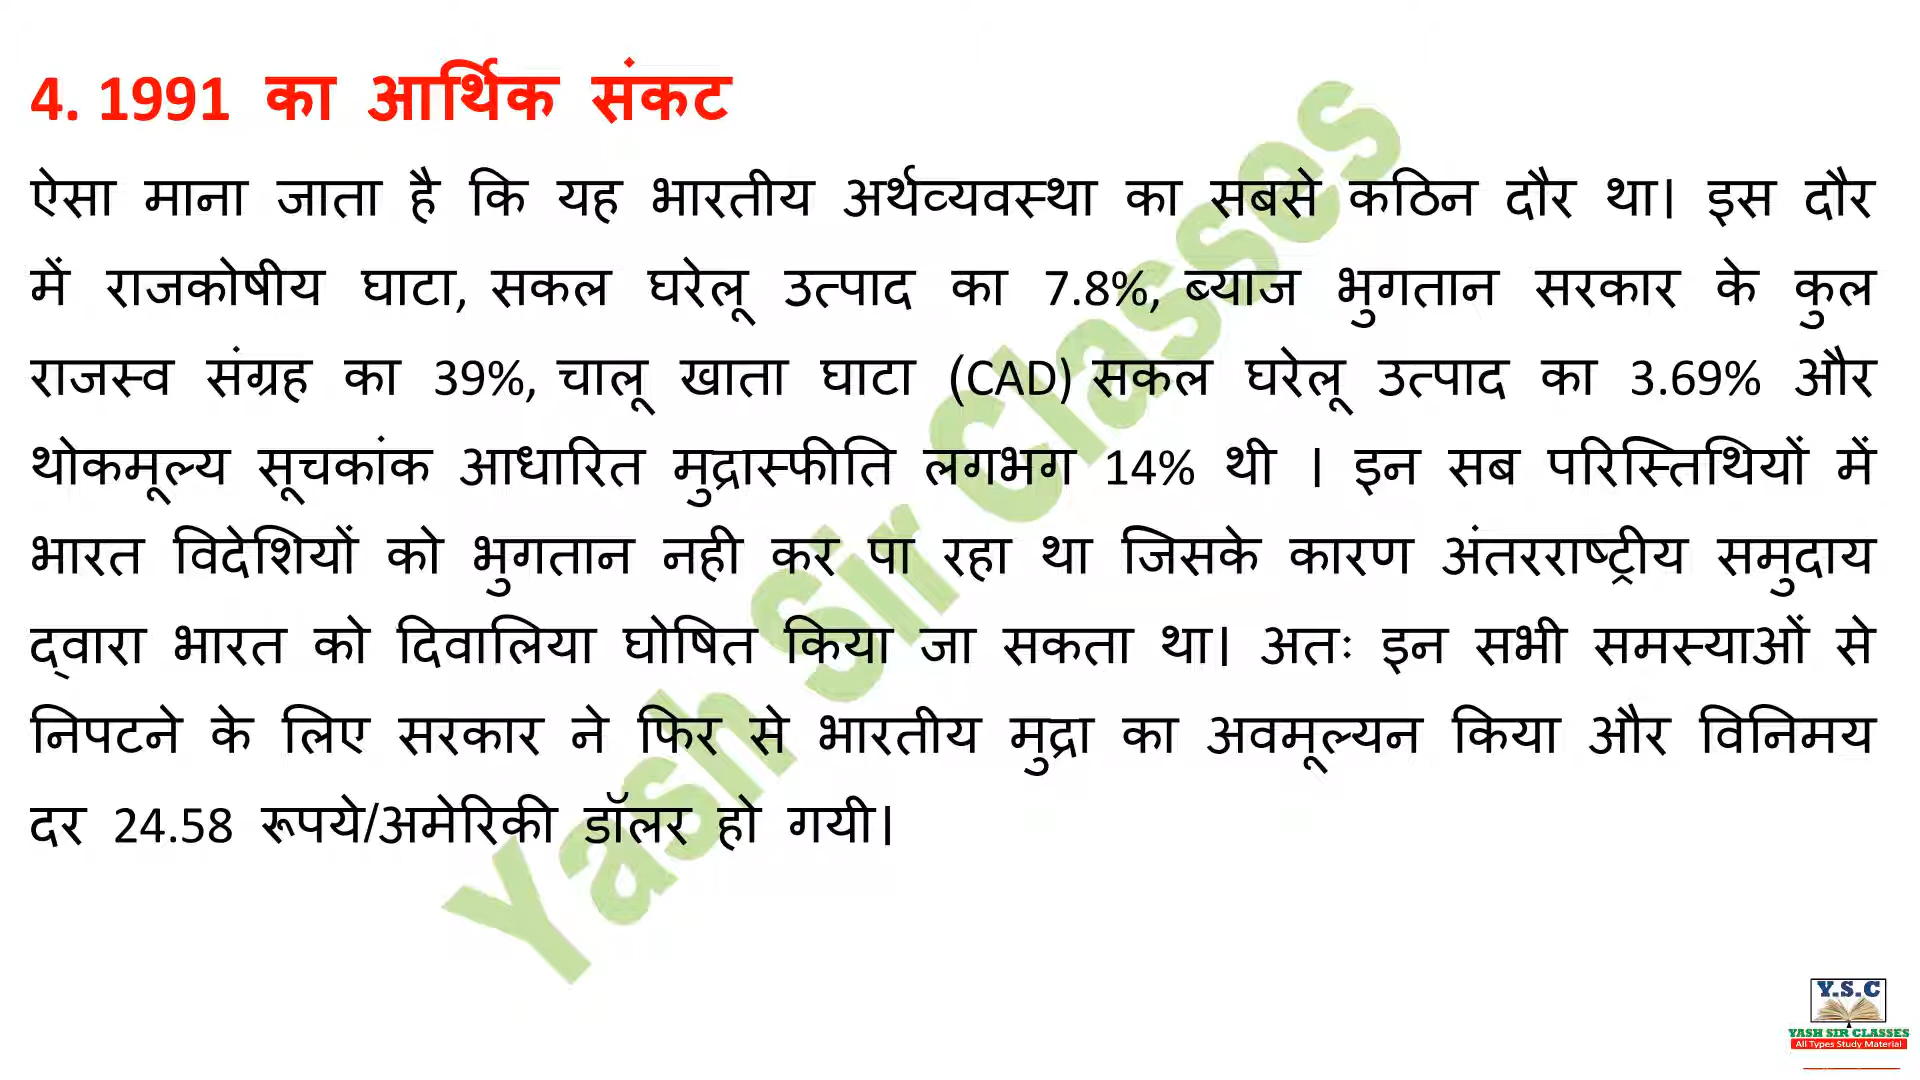 4. 1991 का आर्थिक संकट
ऐसा माना जाता है कि यह भारतीय अर्थव्यवस्था का सबसे कठिन दौर था। इस दौर
में राजकोषीय घाटा, सकल घरेलू उत्पाद का 7.8%, ब्याज भुगतान सरकार के कुल
राजस्व संग्रह का 39%, चालू खाता घाटा (CAD) सकल घरेलू उत्पाद का 3.69% और
थोकमूल्य सूचकांक आधारित मुद्रास्फीति लगभग 14% थी । इन सब परिस्तिथियों में
भारत विदेशियों को भुगतान नही कर पा रहा था जिसके कारण अंतरराष्ट्रीय समुदाय
द्वारा भारत को दिवालिया घोषित किया जा सकता था। अतः इन सभी समस्याओं से
निपटने के लिए सरकार ने फिर से भारतीय मुद्रा का अवमूल्यन किया और विनिमय
दर 24.58 रूपये/अमेरिकी डॉलर हो गयी।
Yash Sir Classes
Y.S.C
YASH SIR CLASSES
All Types Study Material